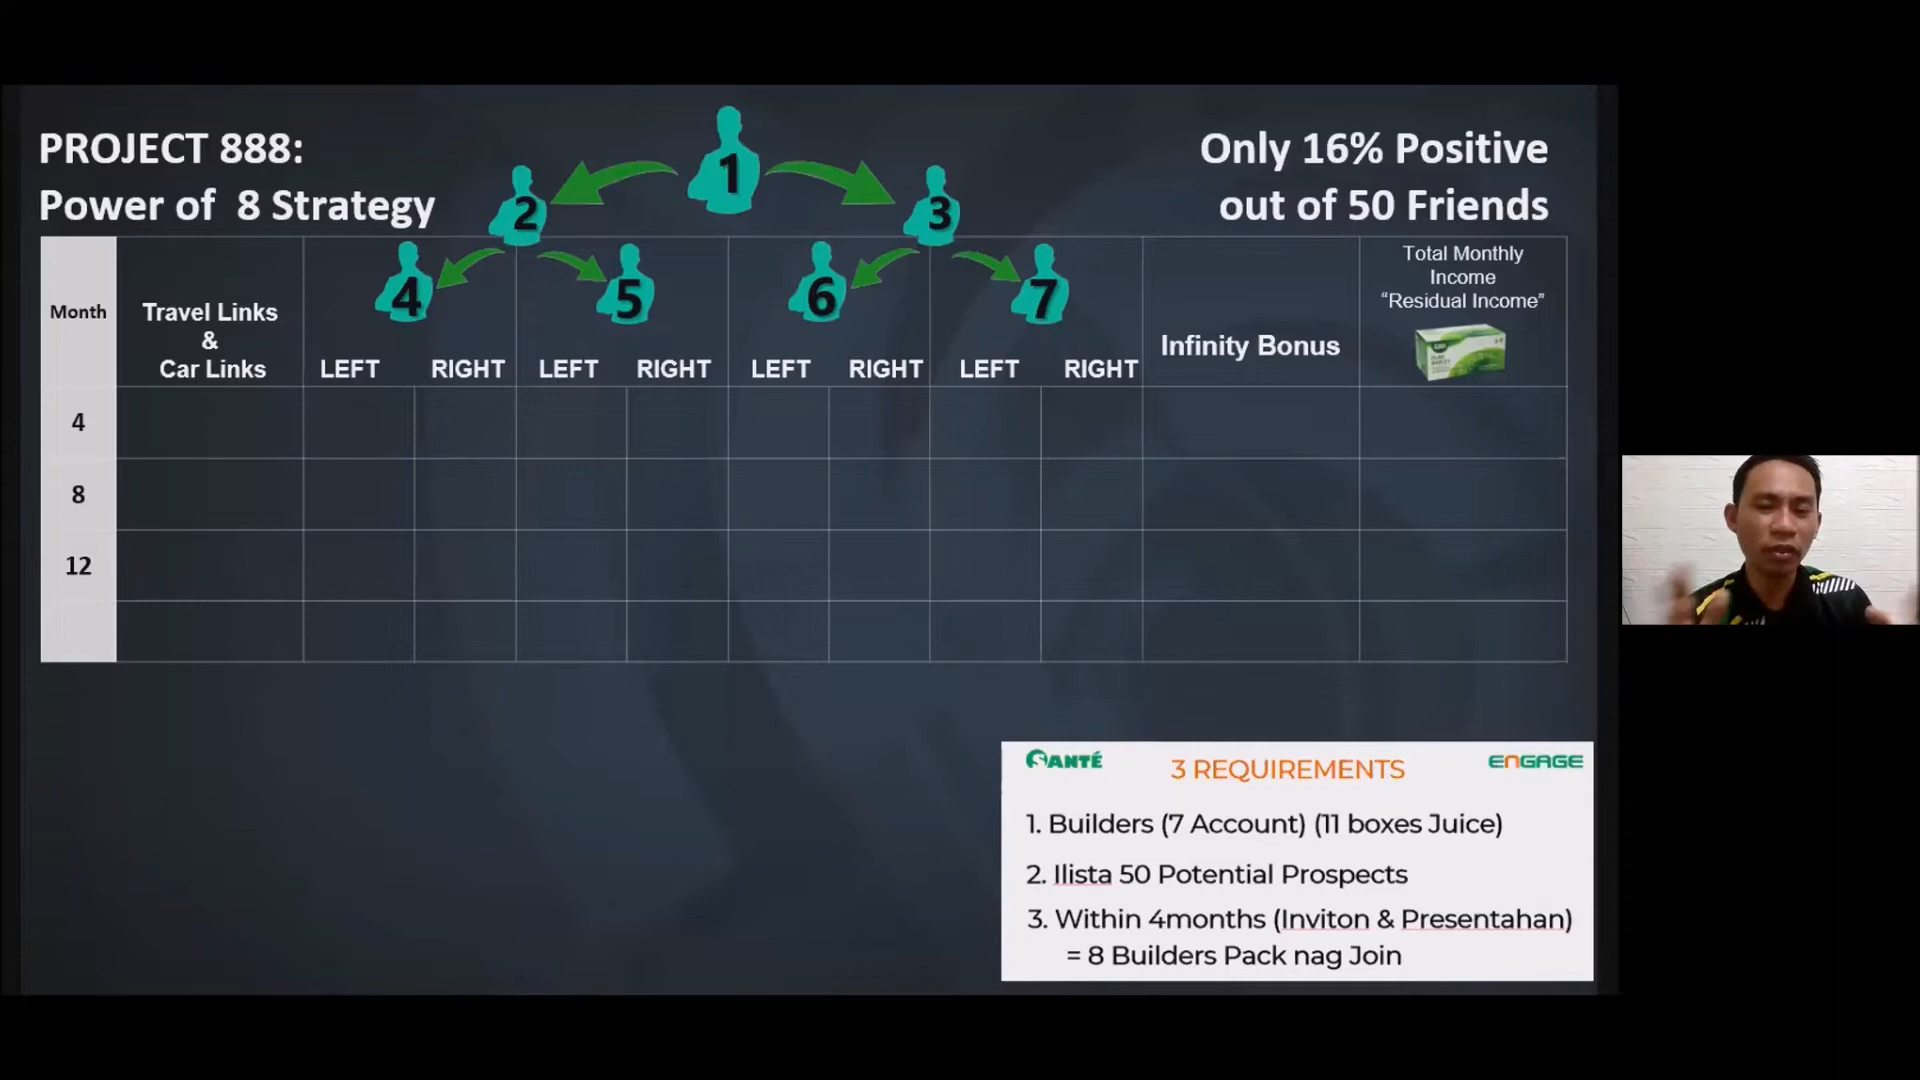 PROJECT 888:
Power of 8 Strategy
Only 16% Positive
out of 50 Friends
1
2
3
4
5
6
7
Month
Travel Links
&
Car Links
LEFT RIGHT LEFT RIGHT LEFT RIGHT LEFT RIGHT
Infinity Bonus
Total Monthly
Income
“Residual Income”
4
8
12
SANTÉ
3 REQUIREMENTS
ENGAGE
1. Builders (7 Account) (11 boxes Juice)
2. Ilista 50 Potential Prospects
3. Within 4months (Inviton & Presentahan)
= 8 Builders Pack nag Join